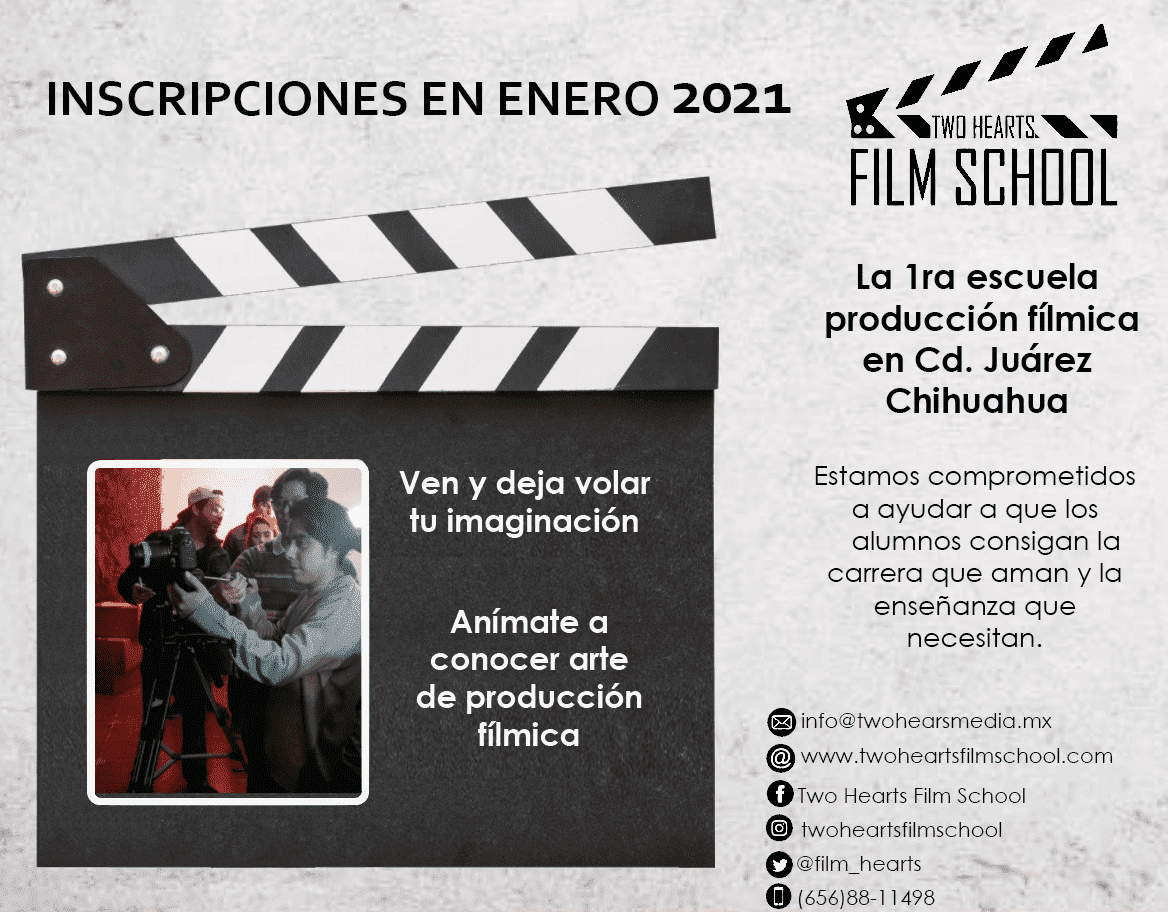 INSCRIPCIONES EN ENERO 2021
TWO HEARTS
FILM SCHOOL
La 1ra escuela
producción fílmica
en Cd. Juárez
Chihuahua
Ven y deja volar
tu imaginación
Anímate a
conocer arte
de producción
fílmica
Estamos comprometidos
a ayudar a que los
alumnos consigan la
carrera que aman y la
enseñanza que
necesitan.
info@twohearsmedia.mx
www.twoheartsfilmschool.com
Two Hearts Film School
twoheartsfilmschool
@film_hearts
(656)88-11498